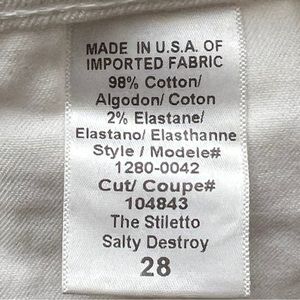 MADE IN U.S.A. OF
IMPORTED FABRIC
98% Cotton/
Algodon/ Coton
2% Elastane/
Elastano/ Elasthanne
Style / Modele#
1280-0042
Cut/ Coupe#
104843
The Stiletto
Salty Destroy
28